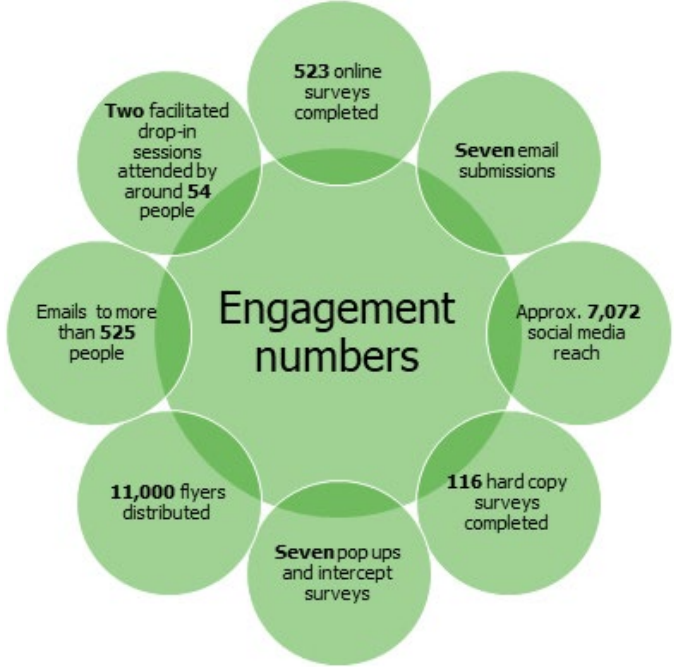 523 online
surveys
completed
Seven email
submissions
Approx. 7,072
social media
reach
116 hard copy
surveys
completed
Seven pop ups
and intercept
surveys
11,000 flyers
distributed
Emails to more
than 525
people
Two facilitated
drop-in
sessions
attended by
around 54
people
Engagement
numbers